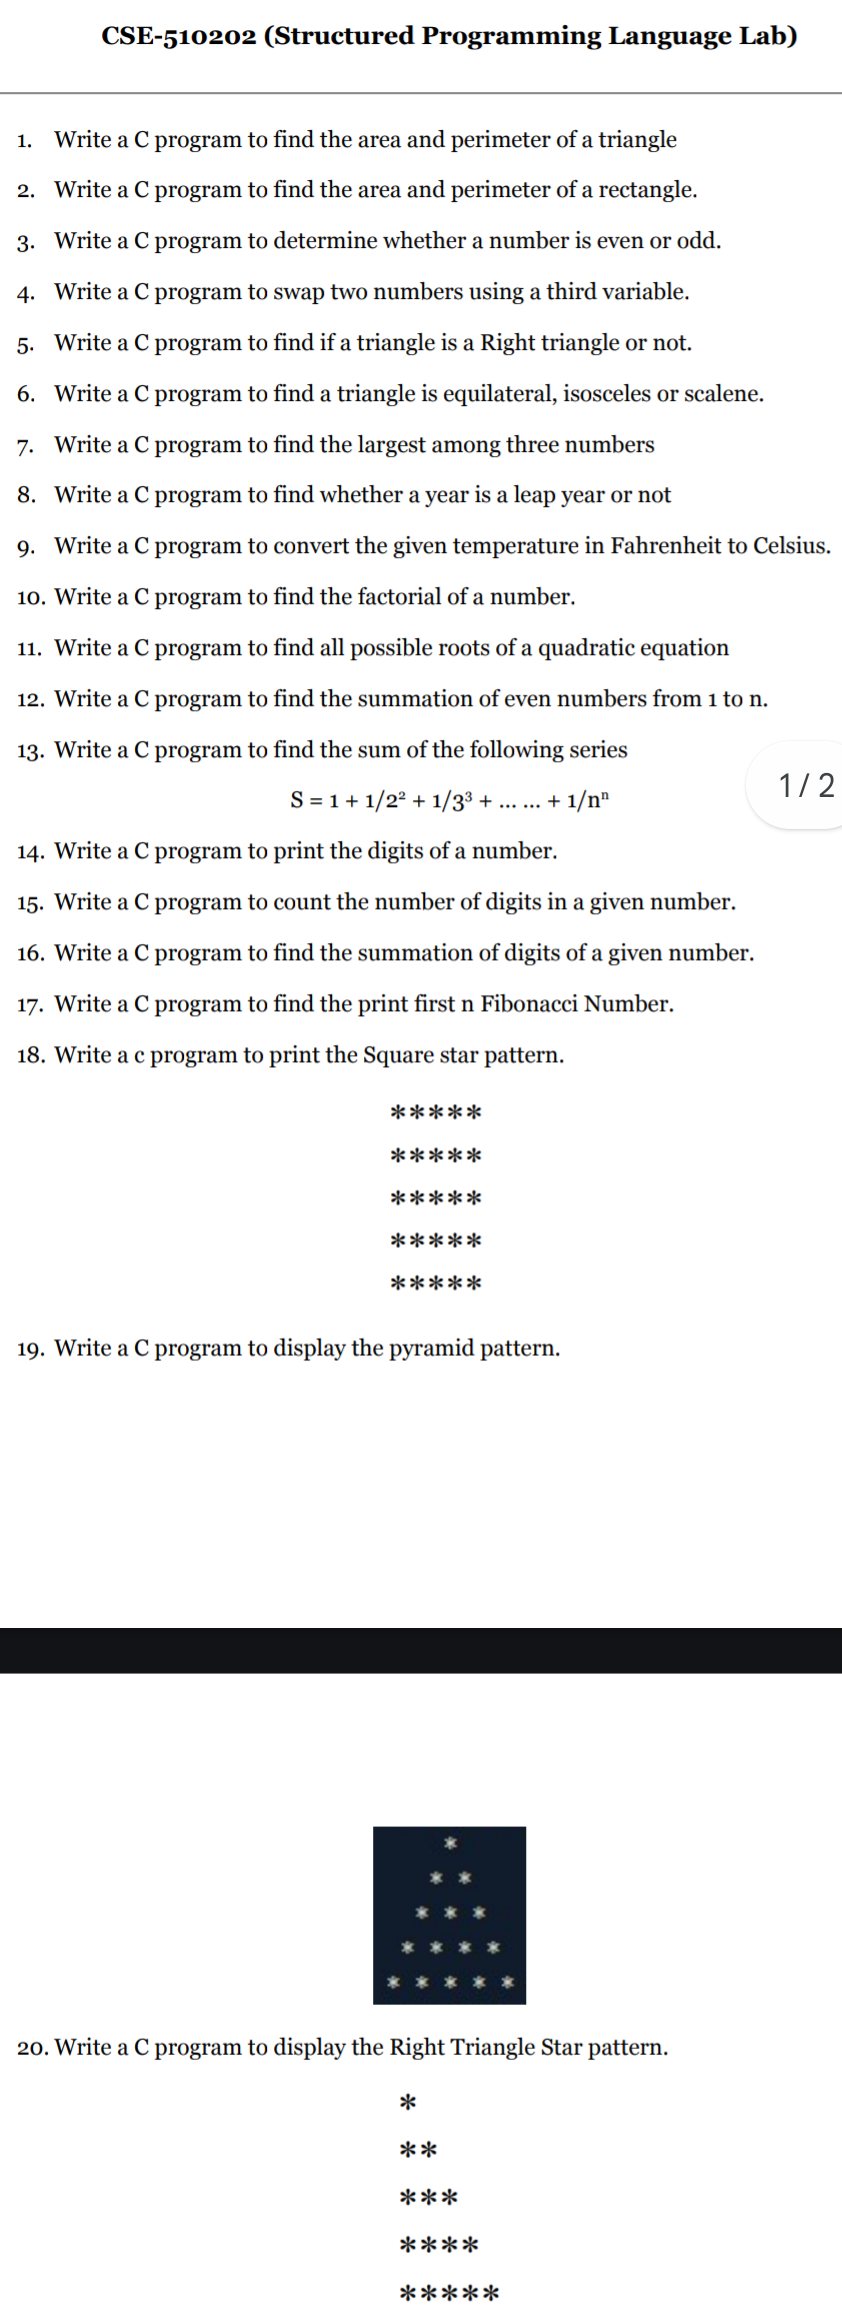 CSE-510202 (Structured Programming Language Lab)
1. Write a C program to find the area and perimeter of a triangle
2. Write a C program to find the area and perimeter of a rectangle.
3. Write a C program to determine whether a number is even or odd.
4. Write a C program to swap two numbers using a third variable.
5. Write a C program to find if a triangle is a Right triangle or not.
6. Write a C program to find a triangle is equilateral, isosceles or scalene.
7. Write a C program to find the largest among three numbers
8. Write a C program to find whether a year is a leap year or not
9. Write a C program to convert the given temperature in Fahrenheit to Celsius.
10. Write a C program to find the factorial of a number.
11. Write a C program to find all possible roots of a quadratic equation
12. Write a C program to find the summation of even numbers from 1 to n.
13. Write a C program to find the sum of the following series
1 / 2
S = 1 + 1/2² + 1/3³ + ... ... + 1/nⁿ
14. Write a C program to print the digits of a number.
15. Write a C program to count the number of digits in a given number.
16. Write a C program to find the summation of digits of a given number.
17. Write a C program to find the print first n Fibonacci Number.
18. Write a c program to print the Square star pattern.
*****
*****
*****
*****
*****
19. Write a C program to display the pyramid pattern.
*
* *
* * *
* * * *
* * * * *
20. Write a C program to display the Right Triangle Star pattern.
*
**
***
****
*****